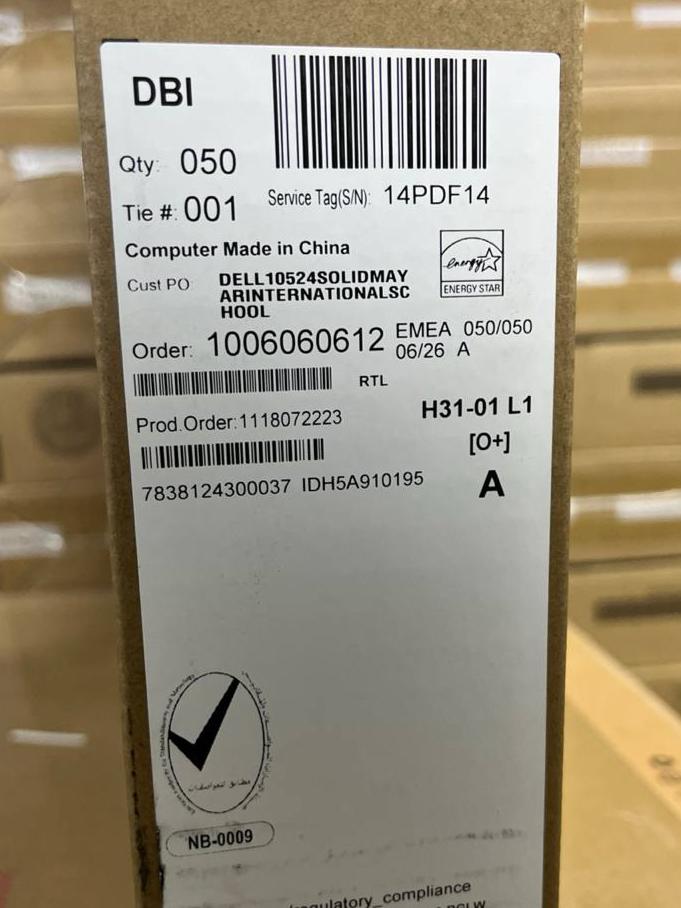 DBI
Qty: 050
Tie #: 001
Service Tag(S/N): 14PDF14
Computer Made in China
Cust PO: DELL10524SOLIDMAY
ARINTERNATIONALSC
HOOL
energy
ENERGY STAR
Order: 1006060612 EMEA 050/050
06/26 A
RTL
Prod.Order:1118072223
H31-01 L1
[O+]
7838124300037 IDH5A910195
A
مطابق للمواصفات
NB-0009
regulatory_compliance